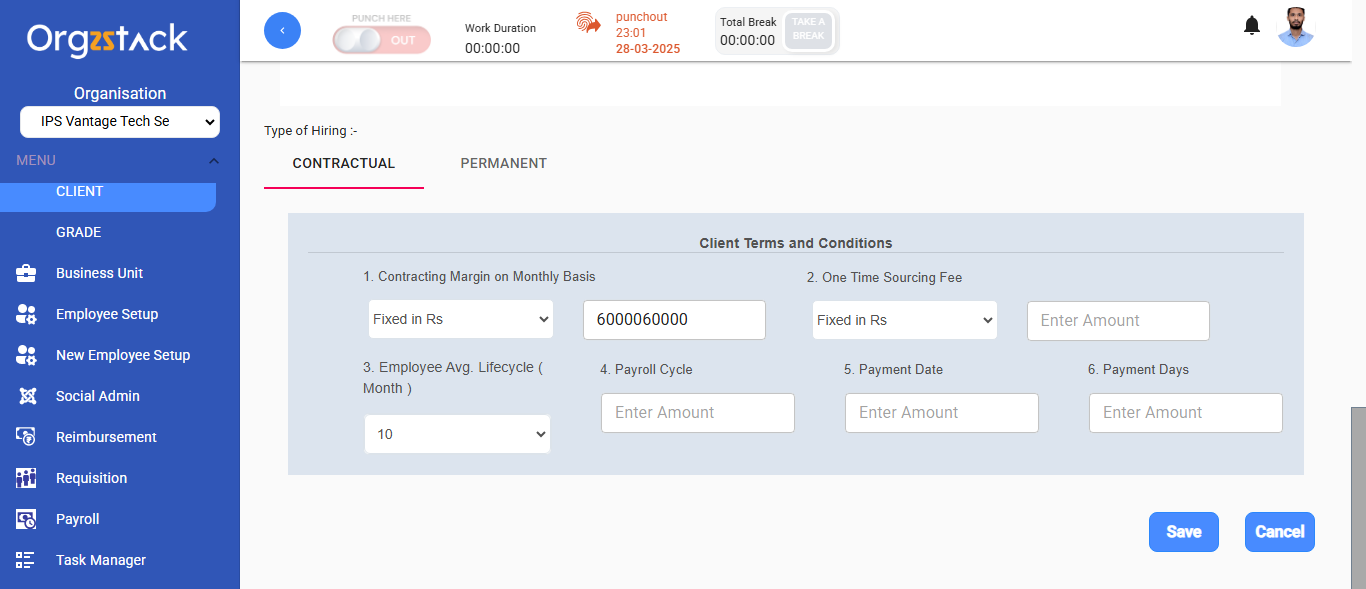 Orgzstack
Organisation
IPS Vantage Tech Se
MENU
CLIENT
GRADE
Business Unit
Employee Setup
New Employee Setup
Social Admin
Reimbursement
Requisition
Payroll
Task Manager
PUNCH HERE
OUT
Work Duration
00:00:00
punchout
23:01
28-03-2025
Total Break
00:00:00
TAKE A
BREAK
Type of Hiring :-
CONTRACTUAL PERMANENT
Client Terms and Conditions
1. Contracting Margin on Monthly Basis
Fixed in Rs 6000060000
2. One Time Sourcing Fee
Fixed in Rs Enter Amount
3. Employee Avg. Lifecycle (
Month )
10
4. Payroll Cycle
Enter Amount
5. Payment Date
Enter Amount
6. Payment Days
Enter Amount
Save Cancel